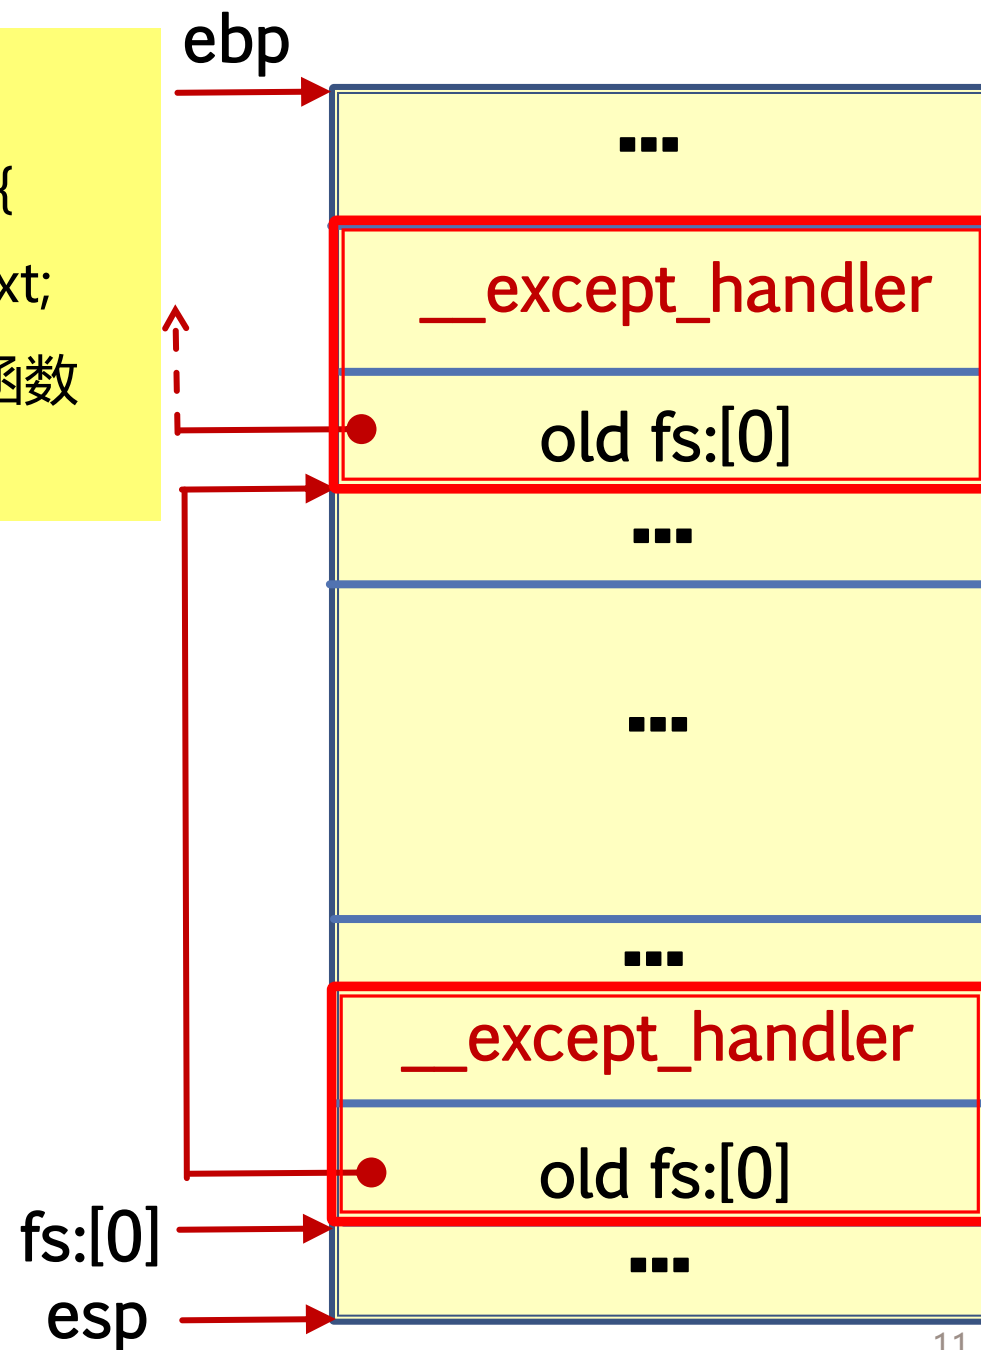 ebp
...
{
xt;
__except_handler
函数
old fs:[0]
...
...
...
__except_handler
old fs:[0]
fs:[0]
...
esp
11